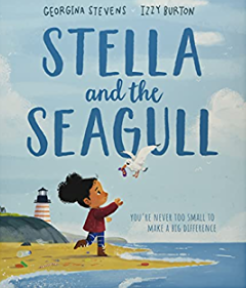 GEORGINA STEVENS • IZZY BURTON
STELLA
and the
SEAGULL
YOU'RE NEVER TOO SMALL TO
MAKE A BIG DIFFERENCE